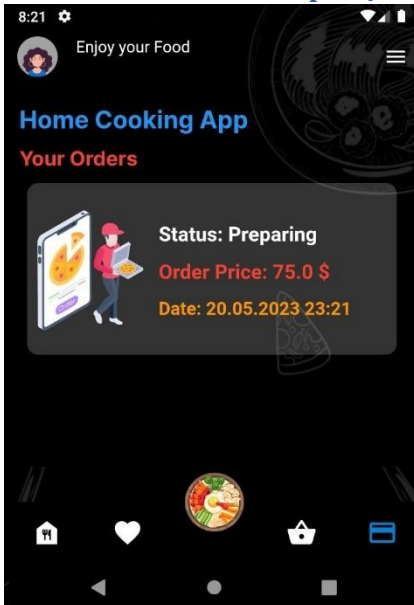 8:21
Enjoy your Food
Home Cooking App
Your Orders
Status: Preparing
Order Price: 75.0 $
Date: 20.05.2023 23:21
Order